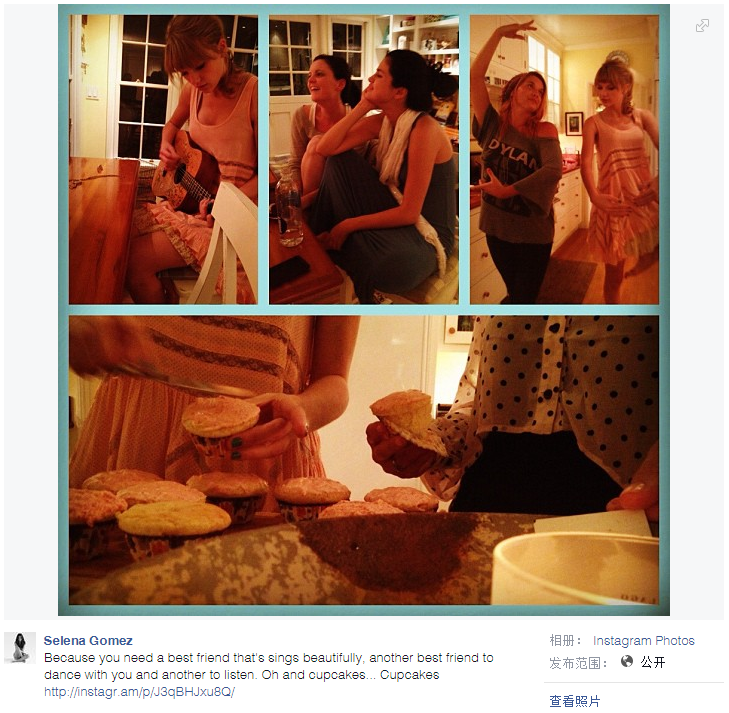 DYLAN
Selena Gomez
Because you need a best friend that's sings beautifully, another best friend to
dance with you and another to listen. Oh and cupcakes... Cupcakes
http://instagr.am/p/J3qBHJxu8Q/
相册： Instagram Photos
发布范围： 公开
查看照片